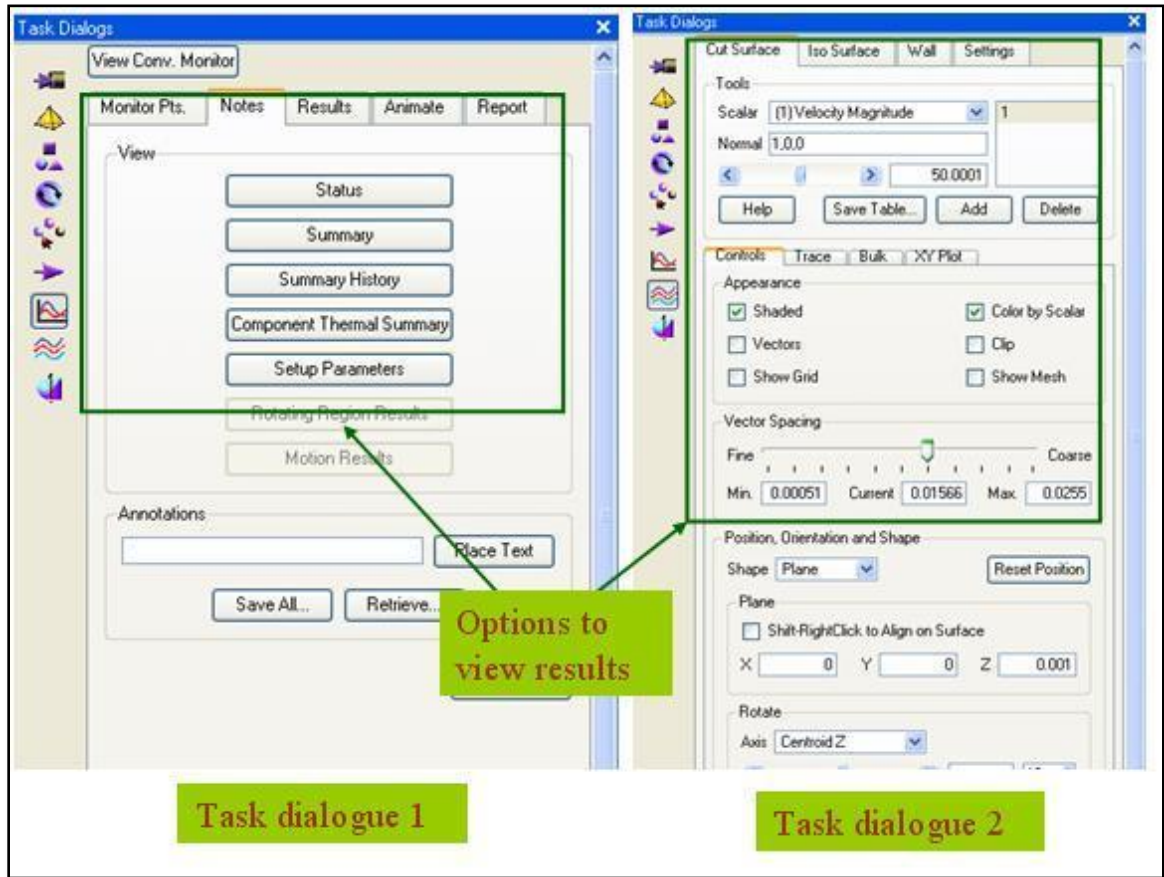 Task Dialogs
View Conv. Monitor
Monitor Pts. Notes Results Animate Report
View
Status
Summary
Summary History
Component Thermal Summary
Setup Parameters
Rotating Region Results
Motion Results
Annotations
Place Text
Save All... Retrieve...
Task Dialogs
Cut Surface Iso Surface Wall Settings
Tools
Scalar (1) Velocity Magnitude 1
Normal 1,0,0
50.0001
Help Save Table... Add Delete
Controls Trace Bulk XY Plot
Appearance
Shaded Color by Scalar
Vectors Clip
Show Grid Show Mesh
Vector Spacing
Fine Coarse
Min. 0.00051 Current 0.01566 Max. 0.0255
Position, Orientation and Shape
Shape Plane Reset Position
Plane
Shift-RightClick to Align on Surface
X 0 Y 0 Z 0.001
Rotate
Axis Centroid Z
Options to
view results
Task dialogue 1
Task dialogue 2